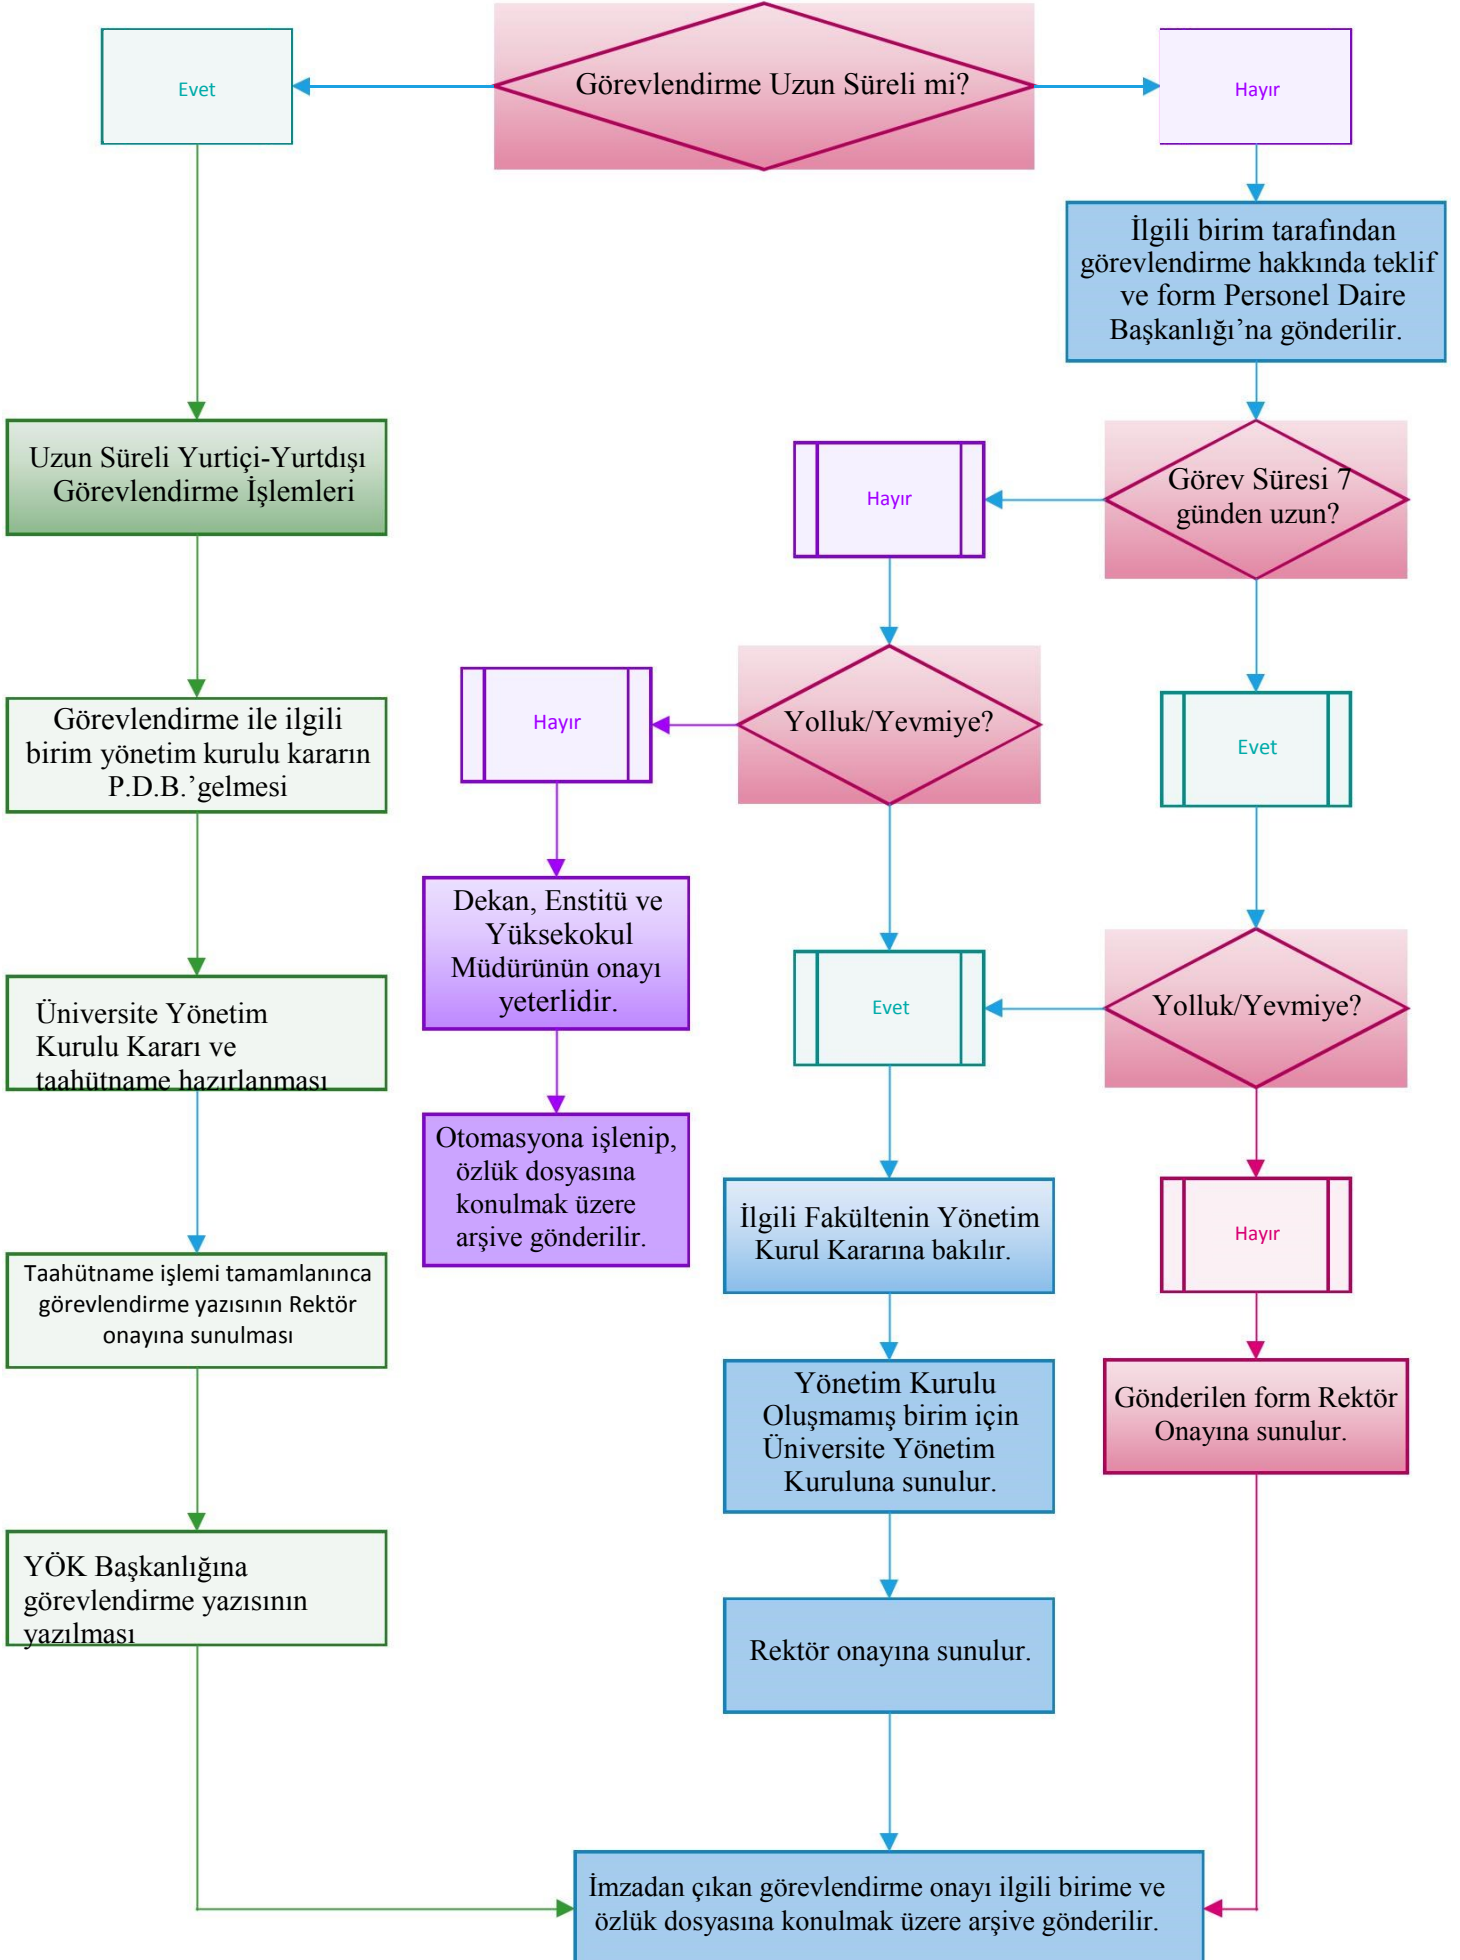 Görevlendirme Uzun Süreli mi?
Evet
Hayır
İlgili birim tarafından
görevlendirme hakkında teklif
ve form Personel Daire
Başkanlığı’na gönderilir.
Uzun Süreli Yurtiçi-Yurtdışı
Görevlendirme İşlemleri
Hayır
Görev Süresi 7
günden uzun?
Görevlendirme ile ilgili
birim yönetim kurulu kararın
P.D.B.’gelmesi
Hayır
Yolluk/Yevmiye?
Evet
Dekan, Enstitü ve
Yüksekokul
Müdürünün onayı
yeterlidir.
Evet
Yolluk/Yevmiye?
Üniversite Yönetim
Kurulu Kararı ve
taahütname hazırlanması
Otomasyona işlenip,
özlük dosyasına
konulmak üzere
arşive gönderilir.
İlgili Fakültenin Yönetim
Kurul Kararına bakılır.
Hayır
Taahütname işlemi tamamlanınca
görevlendirme yazısının Rektör
onayına sunulması
Yönetim Kurulu
Oluşmamış birim için
Üniversite Yönetim
Kuruluna sunulur.
Gönderilen form Rektör
Onayına sunulur.
YÖK Başkanlığına
görevlendirme yazısının
yazılması
Rektör onayına sunulur.
İmzadan çıkan görevlendirme onayı ilgili birime ve
özlük dosyasına konulmak üzere arşive gönderilir.